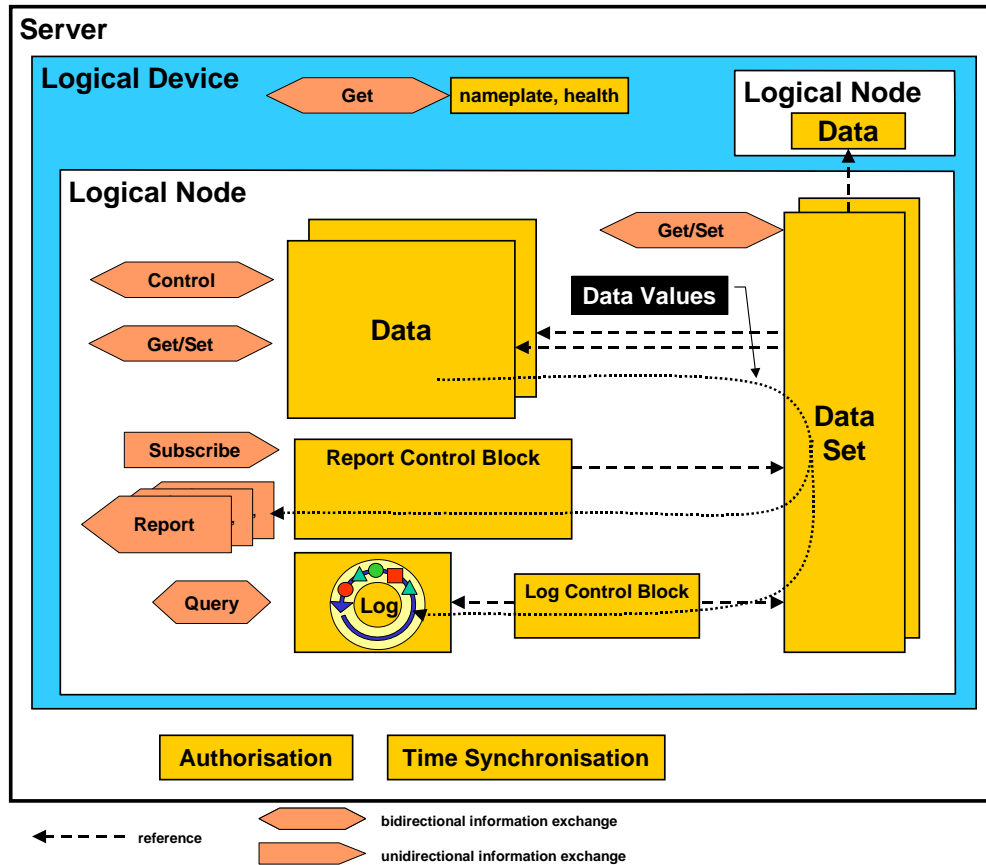 Server
Logical Device
Get
nameplate, health
Logical Node
Data
Logical Node
Get/Set
Control
Data Values
Get/Set
Data
Data
Set
Subscribe
Report Control Block
Report
Query
Log
Log Control Block
Authorisation
Time Synchronisation
reference
bidirectional information exchange
unidirectional information exchange